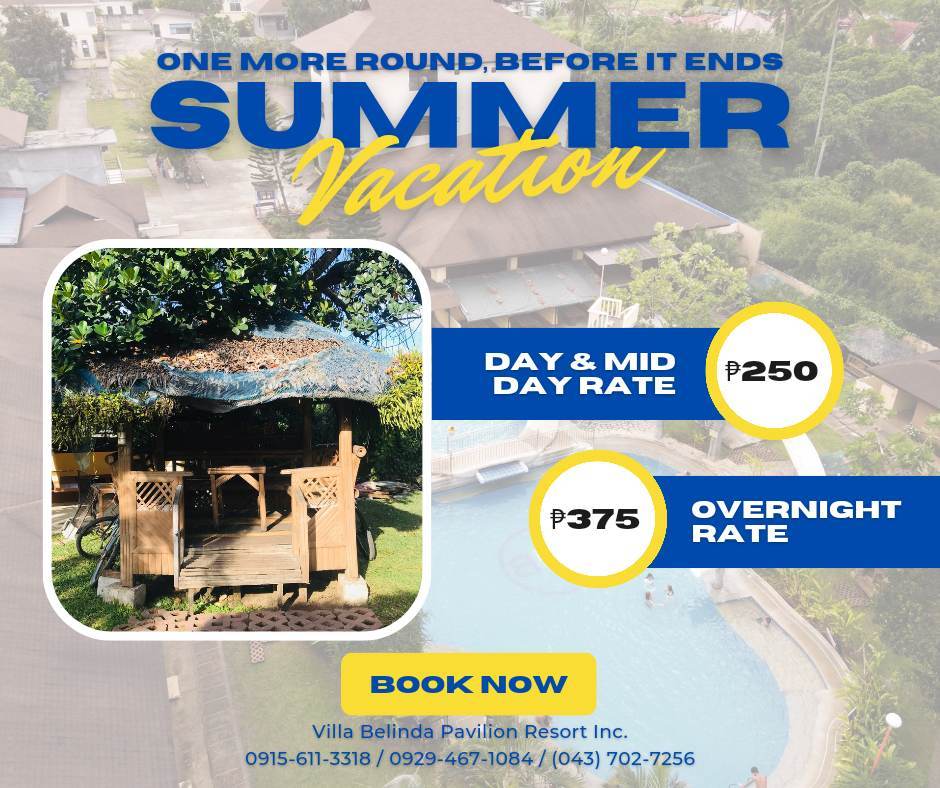 ONE MORE ROUND, BEFORE IT ENDS
SUMMER
Vacation
DAY & MID
DAY RATE
₱250
₱375
OVERNIGHT
RATE
BOOK NOW
Villa Belinda Pavilion Resort Inc.
0915-611-3318 / 0929-467-1084 / (043) 702-7256